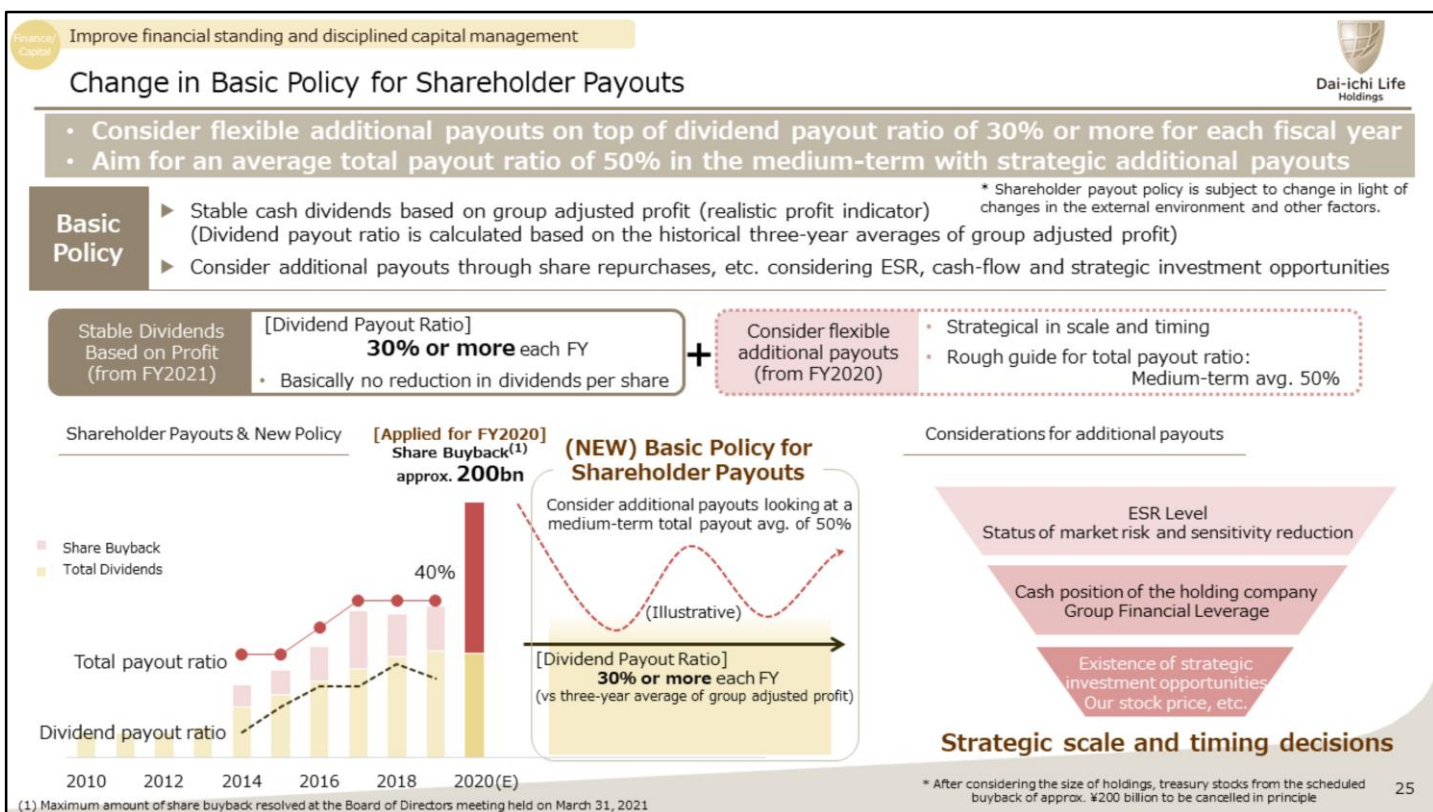 Finance/
Capital
Improve financial standing and disciplined capital management
Change in Basic Policy for Shareholder Payouts
Dai-ichi Life
Holdings
• Consider flexible additional payouts on top of dividend payout ratio of 30% or more for each fiscal year
• Aim for an average total payout ratio of 50% in the medium-term with strategic additional payouts
* Shareholder payout policy is subject to change in light of
changes in the external environment and other factors.
Basic
Policy
▶ Stable cash dividends based on group adjusted profit (realistic profit indicator)
(Dividend payout ratio is calculated based on the historical three-year averages of group adjusted profit)
▶ Consider additional payouts through share repurchases, etc. considering ESR, cash-flow and strategic investment opportunities
Stable Dividends
Based on Profit
(from FY2021)
[Dividend Payout Ratio]
30% or more each FY
• Basically no reduction in dividends per share
+
Consider flexible
additional payouts
(from FY2020)
• Strategical in scale and timing
• Rough guide for total payout ratio:
Medium-term avg. 50%
Shareholder Payouts & New Policy
[Applied for FY2020]
Share Buyback(1)
approx. 200bn
Share Buyback
Total Dividends
40%
Total payout ratio
Dividend payout ratio
2010 2012 2014 2016 2018 2020(E)
(NEW) Basic Policy for
Shareholder Payouts
Consider additional payouts looking at a
medium-term total payout avg. of 50%
(Illustrative)
[Dividend Payout Ratio]
30% or more each FY
(vs three-year average of group adjusted profit)
Considerations for additional payouts
ESR Level
Status of market risk and sensitivity reduction
Cash position of the holding company
Group Financial Leverage
Existence of strategic
investment opportunities
Our stock price, etc.
Strategic scale and timing decisions
* After considering the size of holdings, treasury stocks from the scheduled
buyback of approx. ¥200 billion to be cancelled in principle
25
(1) Maximum amount of share buyback resolved at the Board of Directors meeting held on March 31, 2021